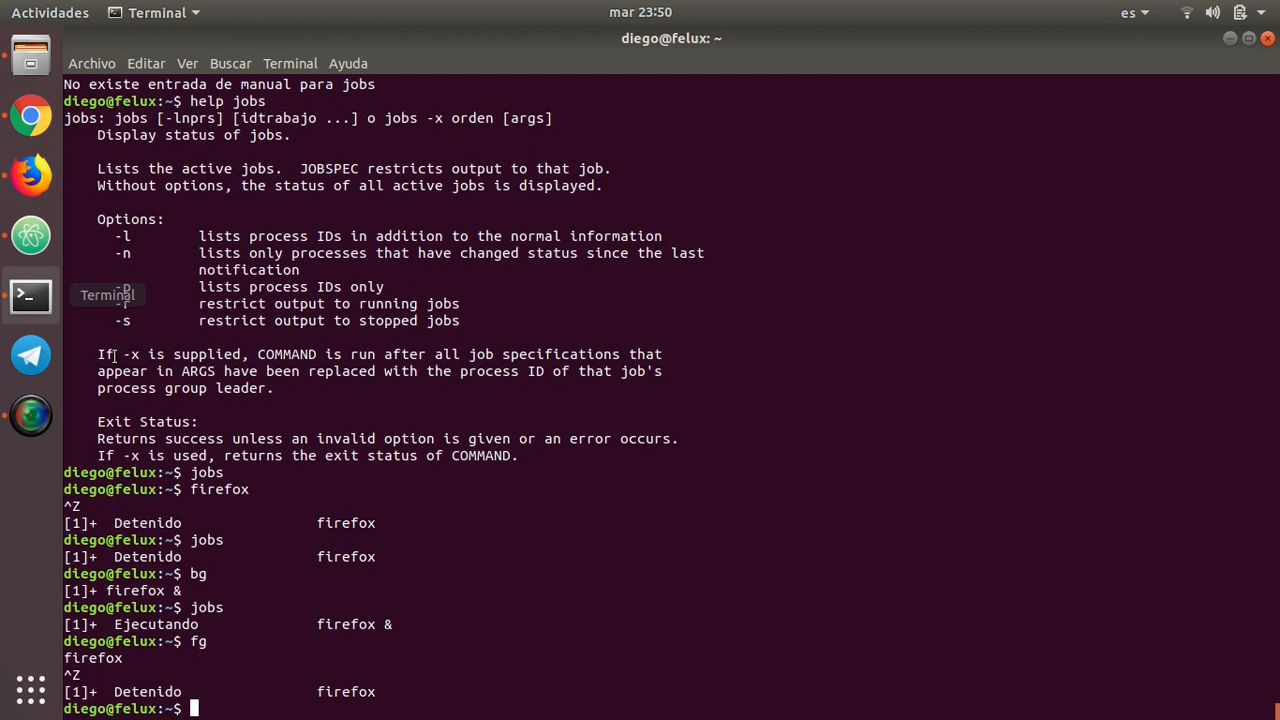 Actividades Terminal mar 23:50 es
diego@felux: ~
Archivo Editar Ver Buscar Terminal Ayuda
No existe entrada de manual para jobs
diego@felux:~$ help jobs
jobs: jobs [-lnprs] [idtrabajo ...] o jobs -x orden [args]
Display status of jobs.
Lists the active jobs.  JOBSPEC restricts output to that job.
Without options, the status of all active jobs is displayed.
Options:
-l lists process IDs in addition to the normal information
-n lists only processes that have changed status since the last
notification
-p lists process IDs only
Terminal
-r restrict output to running jobs
-s restrict output to stopped jobs
If -x is supplied, COMMAND is run after all job specifications that
appear in ARGS have been replaced with the process ID of that job's
process group leader.
Exit Status:
Returns success unless an invalid option is given or an error occurs.
If -x is used, returns the exit status of COMMAND.
diego@felux:~$ jobs
diego@felux:~$ firefox
^Z
[1]+  Detenido firefox
diego@felux:~$ jobs
[1]+  Detenido firefox
diego@felux:~$ bg
[1]+ firefox &
diego@felux:~$ jobs
[1]+  Ejecutando firefox &
diego@felux:~$ fg
firefox
^Z
[1]+  Detenido firefox
diego@felux:~$